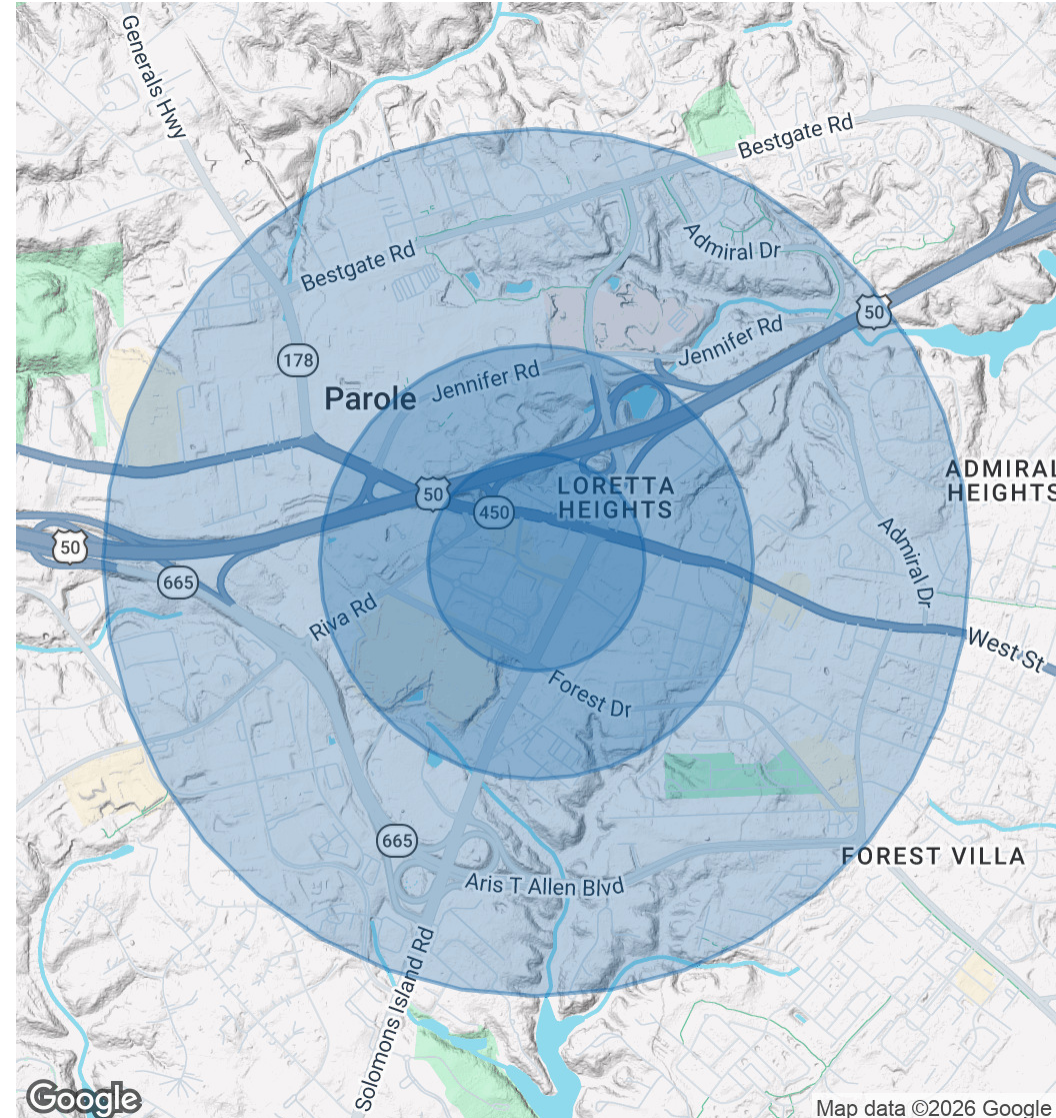 Generals Hwy
Bestgate Rd
Admiral Dr
Bestgate Rd
50
Jennifer Rd
178
Jennifer Rd
Parole
ADMIRAL
HEIGHTS
LORETTA
HEIGHTS
50
450
50
Admiral Dr
665
Riva Rd
West St
Forest Dr
665
FOREST VILLA
Aris T Allen Blvd
Solomons Island Rd
Google
Map data ©2026 Google